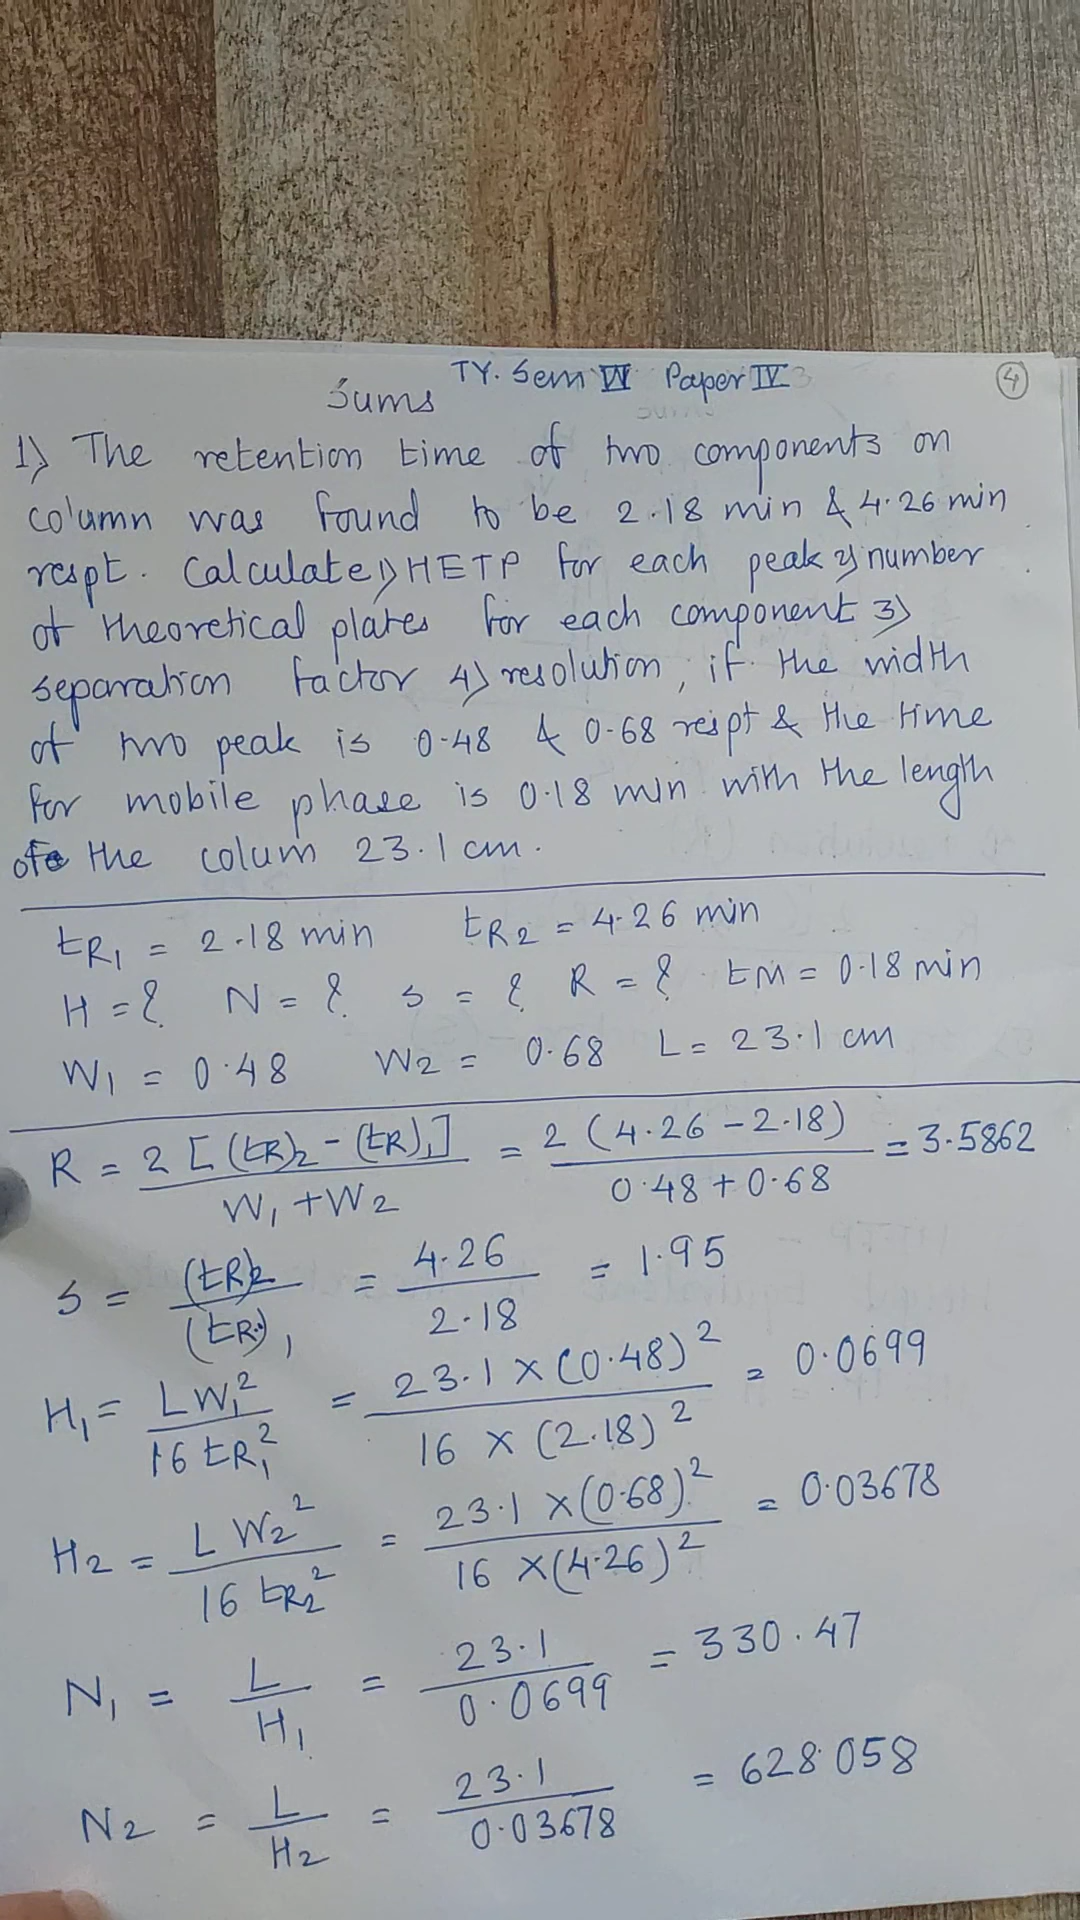 TY. Sem VI Paper IV
4
Sums
1) The retention time of two components on
column was found to be 2.18 min & 4.26 min
respt. Calculate 1) HETP for each peak 2) number
of theoretical plates for each component 3)
separation factor 4) resolution, if the width
of two peak is 0.48 & 0.68 respt & the time
for mobile phase is 0.18 min with the length
of the colum 23.1 cm.
tR1 = 2.18 min tR2 = 4.26 min
H = ? N = ? S = ? R = ? tM = 0.18 min
W1 = 0.48 W2 = 0.68 L = 23.1 cm
R = 2 [(tR)2 - (tR)1] / W1 + W2 = 2 (4.26 - 2.18) / 0.48 + 0.68 = 3.5862
S = (tR)2 / (tR)1 = 4.26 / 2.18 = 1.95
H1 = LW1² / 16 tR1² = 23.1 × (0.48)² / 16 × (2.18)² = 0.0699
H2 = L W2² / 16 tR2² = 23.1 × (0.68)² / 16 × (4.26)² = 0.03678
N1 = L / H1 = 23.1 / 0.0699 = 330.47
N2 = L / H2 = 23.1 / 0.03678 = 628.058